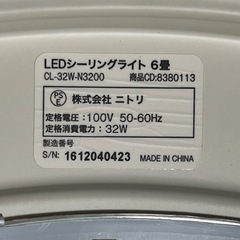 LEDシーリングライト 6畳
CL-32W-N3200 商品CD:8380113
PSE 株式会社 ニトリ
定格電圧：100V 50-60Hz
定格消費電力：32W
製造番号
S/N: 1612040423 MADE IN CHINA